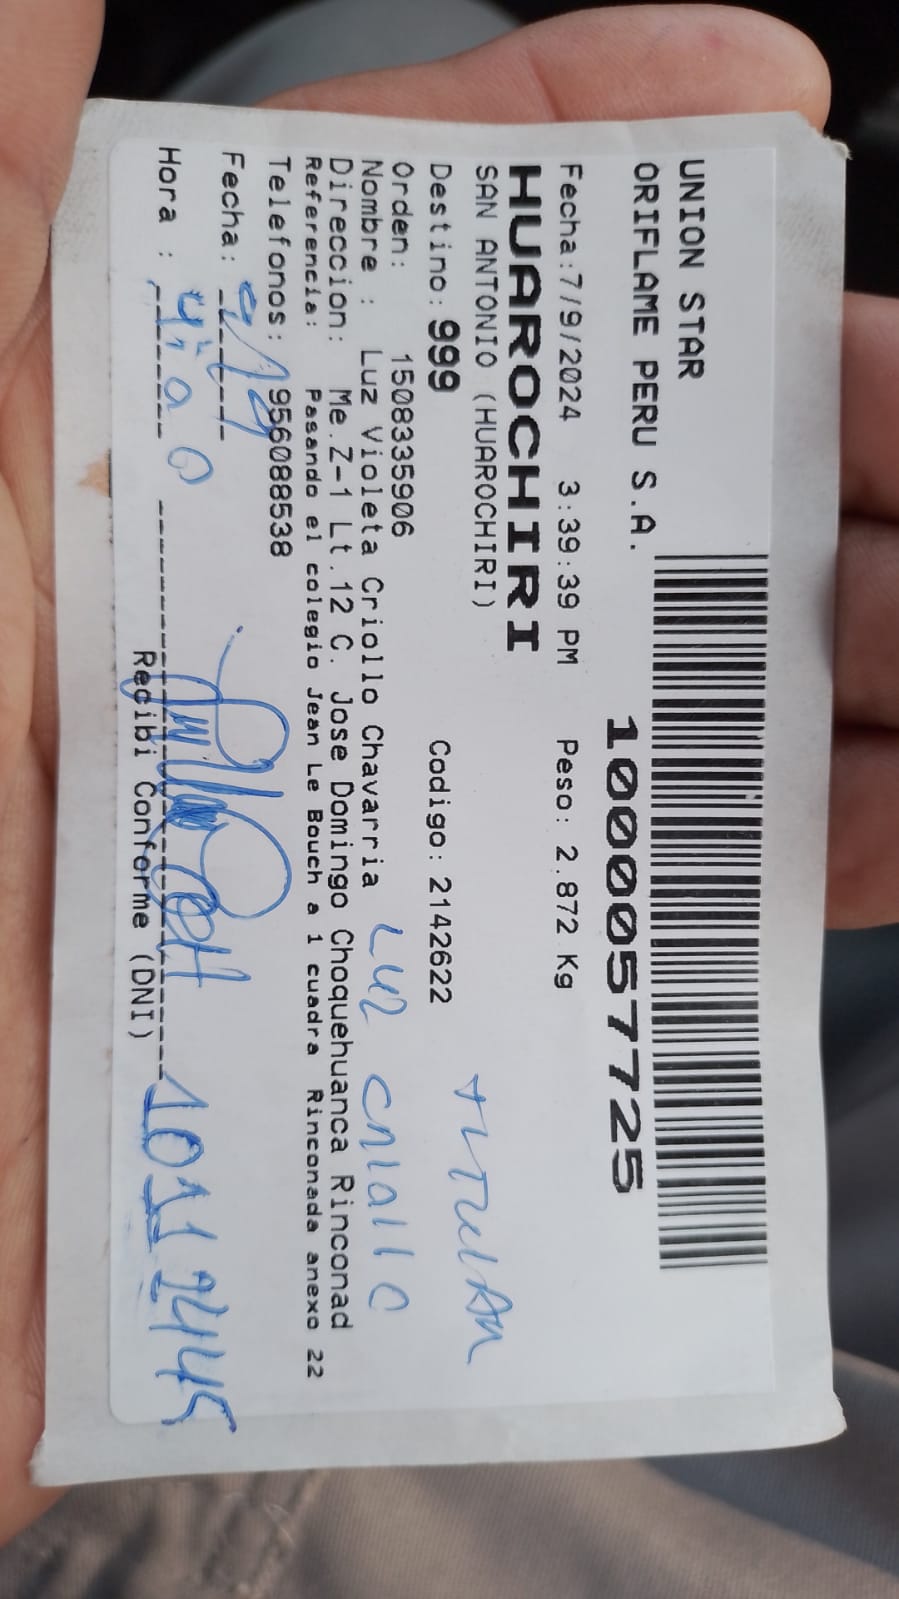 UNION STAR
ORIFLAME PERU S.A.
1000057725
Fecha:7/9/2024 3:39:39 PM Peso: 2.872 Kg
HUAROCHIRI
SAN ANTONIO (HUAROCHIRI)
Destino: 999 Codigo: 2142622
Orden: 1508335906
Nombre : Luz Violeta Criollo Chavarria Luz
Direccion: Me.Z-1 Lt.12 C. Jose Domingo Choquehuanca Rinconad
Referencia: Pasando el colegio Jean Le Bouch a 1 cuadra Rinconada anexo 22
Telefonos: 956088538
Fecha:
Hora :
Recibi Conforme (DNI)